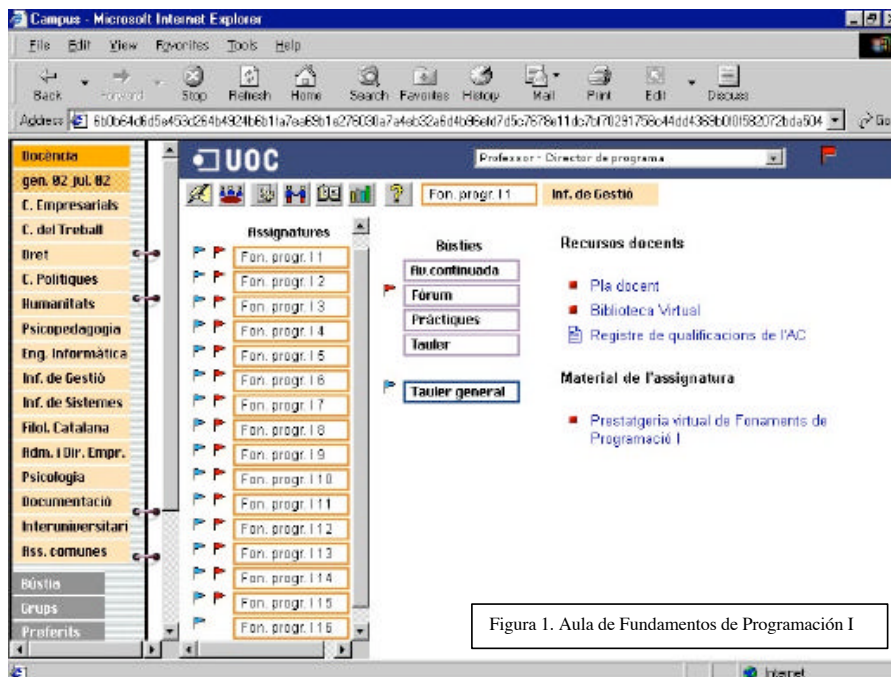 Campus - Microsoft Internet Explorer
File Edit View Favorites Tools Help
Back Forward Stop Refresh Home Search Favorites History Mail Print Edit Discuss
Address
Go
Docència
gen. 02 jul. 02
C. Empresarials
C. del Treball
Dret
C. Polítiques
Humanitats
Psicopedagogia
Eng. Informàtica
Inf. de Gestió
Inf. de Sistemes
Filol. Catalana
Adm. i Dir. Empr.
Psicologia
Documentació
Interuniversitari
Ass. comunes
Bústia
Grups
Preferits
UOC
Professor - Director de programa
Fon. progr. I 1
Inf. de Gestió
Assignatures
Fon. progr. I 1
Fon. progr. I 2
Fon. progr. I 3
Fon. progr. I 4
Fon. progr. I 5
Fon. progr. I 6
Fon. progr. I 7
Fon. progr. I 8
Fon. progr. I 9
Fon. progr. I 10
Fon. progr. I 11
Fon. progr. I 12
Fon. progr. I 13
Fon. progr. I 14
Fon. progr. I 15
Fon. progr. I 16
Bústies
Av.continuada
Fòrum
Pràctiques
Tauler
Tauler general
Recursos docents
Pla docent
Biblioteca Virtual
Registre de qualificacions de l'AC
Material de l'assignatura
Prestatgeria virtual de Fonaments de
Programació I
Figura 1. Aula de Fundamentos de Programación I
Internet